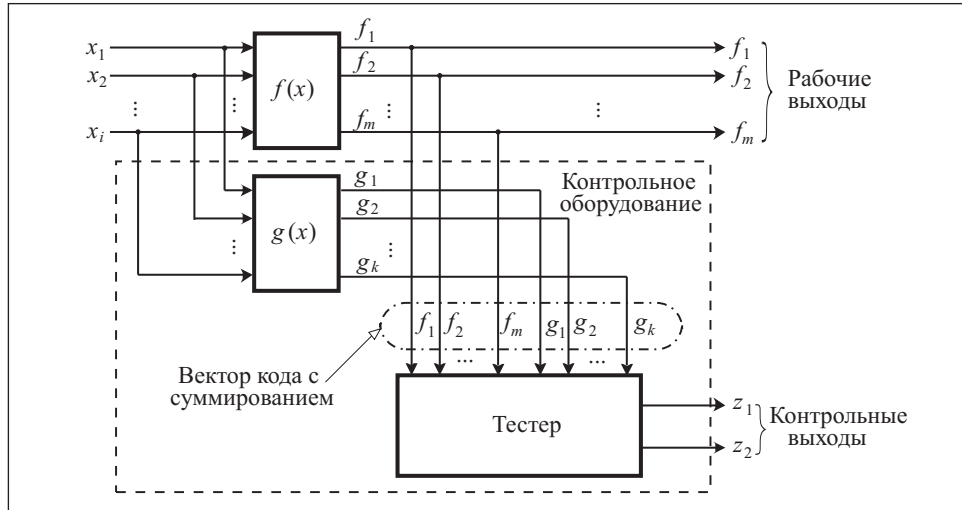 x₁
x₂
⋮
xᵢ
⋮
f(x)
f₁
f₂
⋮
fₘ
⋮
f₁
f₂
fₘ
Рабочие
выходы
Контрольное
оборудование
g(x)
⋮
g₁
g₂
⋮
gₖ
f₁ f₂ fₘ g₁ g₂ gₖ
... ...
Вектор кода с
суммированием
Тестер
z₁
z₂
Контрольные
выходы